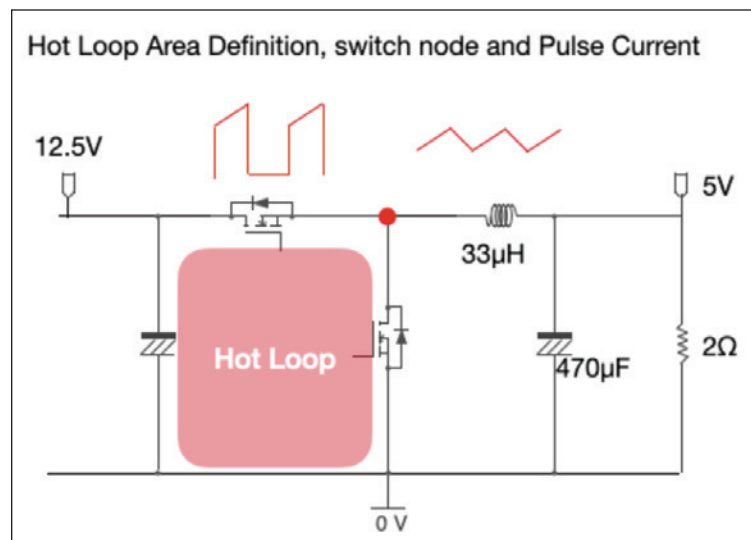 Hot Loop Area Definition, switch node and Pulse Current
12.5V
5V
33μH
Hot Loop
470μF
2Ω
0 V